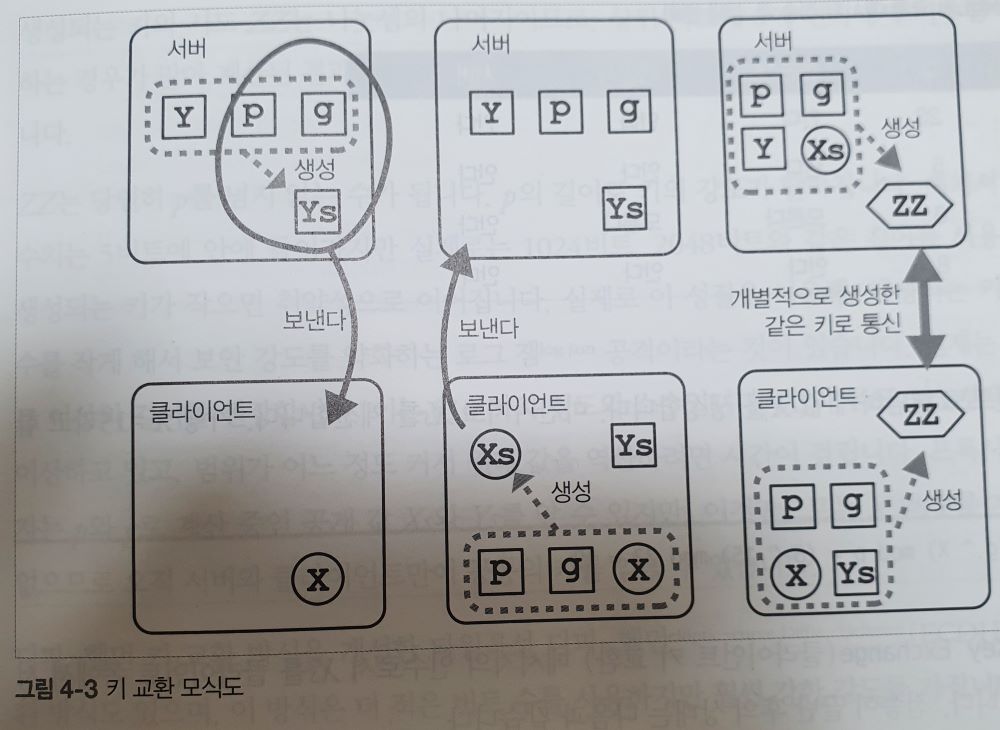 서버
Y p g
생성
Ys
보낸다
클라이언트
X
서버
Y p g
Ys
보낸다
클라이언트
Xs
Ys
생성
p g X
서버
p g
Y Xs
생성
ZZ
개별적으로 생성한
같은 키로 통신
클라이언트
ZZ
생성
p g
X Ys
그림 4-3 키 교환 모식도